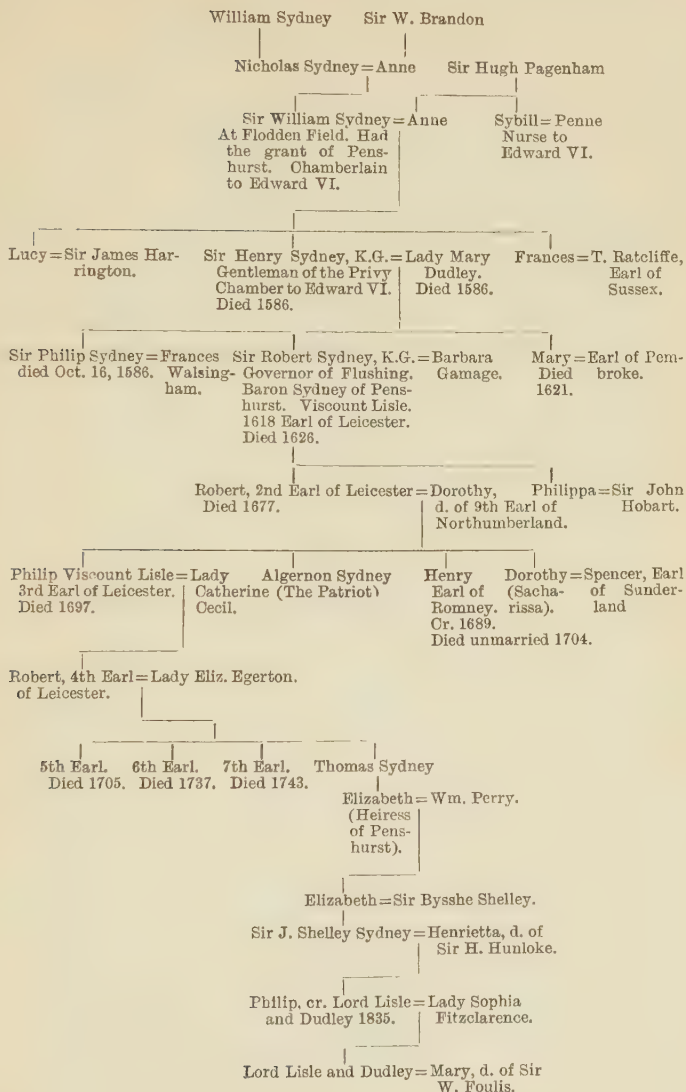 William Sydney Sir W. Brandon
Nicholas Sydney=Anne Sir Hugh Pagenham
Sir William Sydney=Anne Sybill=Penne
At Flodden Field. Had Nurse to
the grant of Pens- Edward VI.
hurst. Chamberlain
to Edward VI.
Lucy=Sir James Har- Sir Henry Sydney, K.G.=Lady Mary Frances=T. Ratcliffe,
rington. Gentleman of the Privy Dudley. Earl of
Chamber to Edward VI. Died 1586. Sussex.
Died 1586.
Sir Philip Sydney=Frances Sir Robert Sydney, K.G.=Barbara Mary=Earl of Pem-
died Oct. 16, 1586. Walsing- Governor of Flushing. Gamage. Died broke.
ham. Baron Sydney of Pens- 1621.
hurst. Viscount Lisle.
1618 Earl of Leicester.
Died 1626.
Robert, 2nd Earl of Leicester=Dorothy, Philippa=Sir John
Died 1677. d. of 9th Earl of Hobart.
Northumberland.
Philip Viscount Lisle=Lady Algernon Sydney Henry Dorothy=Spencer, Earl
3rd Earl of Leicester. Catherine (The Patriot) Earl of (Sacha- of Sunder-
Died 1697. Cecil. Romney. rissa). land
Cr. 1689.
Died unmarried 1704.
Robert, 4th Earl=Lady Eliz. Egerton.
of Leicester.
5th Earl. 6th Earl. 7th Earl. Thomas Sydney
Died 1705. Died 1737. Died 1743.
Elizabeth=Wm. Perry.
(Heiress
of Pens-
hurst).
Elizabeth=Sir Bysshe Shelley.
Sir J. Shelley Sydney=Henrietta, d. of
Sir H. Hunloke.
Philip, cr. Lord Lisle=Lady Sophia
and Dudley 1835. Fitzclarence.
Lord Lisle and Dudley=Mary, d. of Sir
W. Foulis.